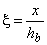 ξ = x / h_b